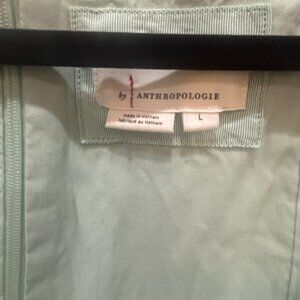 by ANTHROPOLOGIE
made in vietnam
fabriqué au vietnam
L